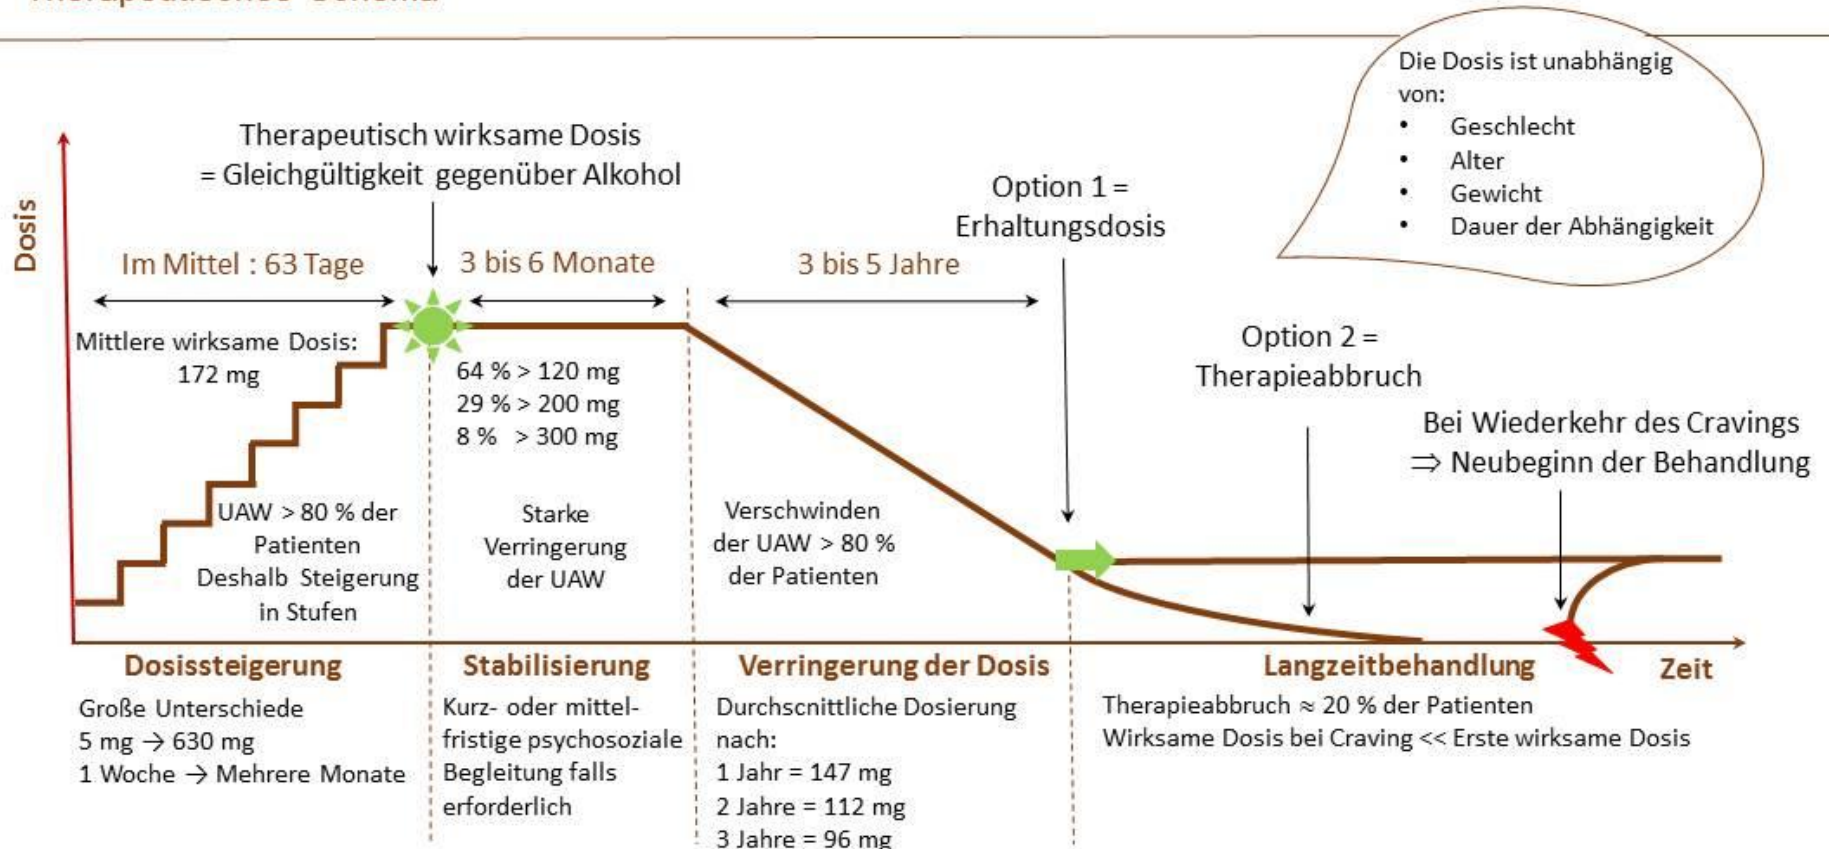 Die Dosis ist unabhängig
von:
• Geschlecht
• Alter
• Gewicht
• Dauer der Abhängigkeit
Therapeutisch wirksame Dosis
= Gleichgültigkeit gegenüber Alkohol
Option 1 =
Erhaltungsdosis
Dosis
Im Mittel : 63 Tage
3 bis 6 Monate
3 bis 5 Jahre
Mittlere wirksame Dosis:
172 mg
64 % > 120 mg
29 % > 200 mg
8 % > 300 mg
Option 2 =
Therapieabbruch
Bei Wiederkehr des Cravings
⇒ Neubeginn der Behandlung
UAW > 80 % der
Patienten
Deshalb Steigerung
in Stufen
Starke
Verringerung
der UAW
Verschwinden
der UAW > 80 %
der Patienten
Dosissteigerung
Stabilisierung
Verringerung der Dosis
Langzeitbehandlung
Zeit
Große Unterschiede
5 mg → 630 mg
1 Woche → Mehrere Monate
Kurz- oder mittel-
fristige psychosoziale
Begleitung falls
erforderlich
Durchscnittliche Dosierung
nach:
1 Jahr = 147 mg
2 Jahre = 112 mg
3 Jahre = 96 mg
Therapieabbruch ≈ 20 % der Patienten
Wirksame Dosis bei Craving << Erste wirksame Dosis